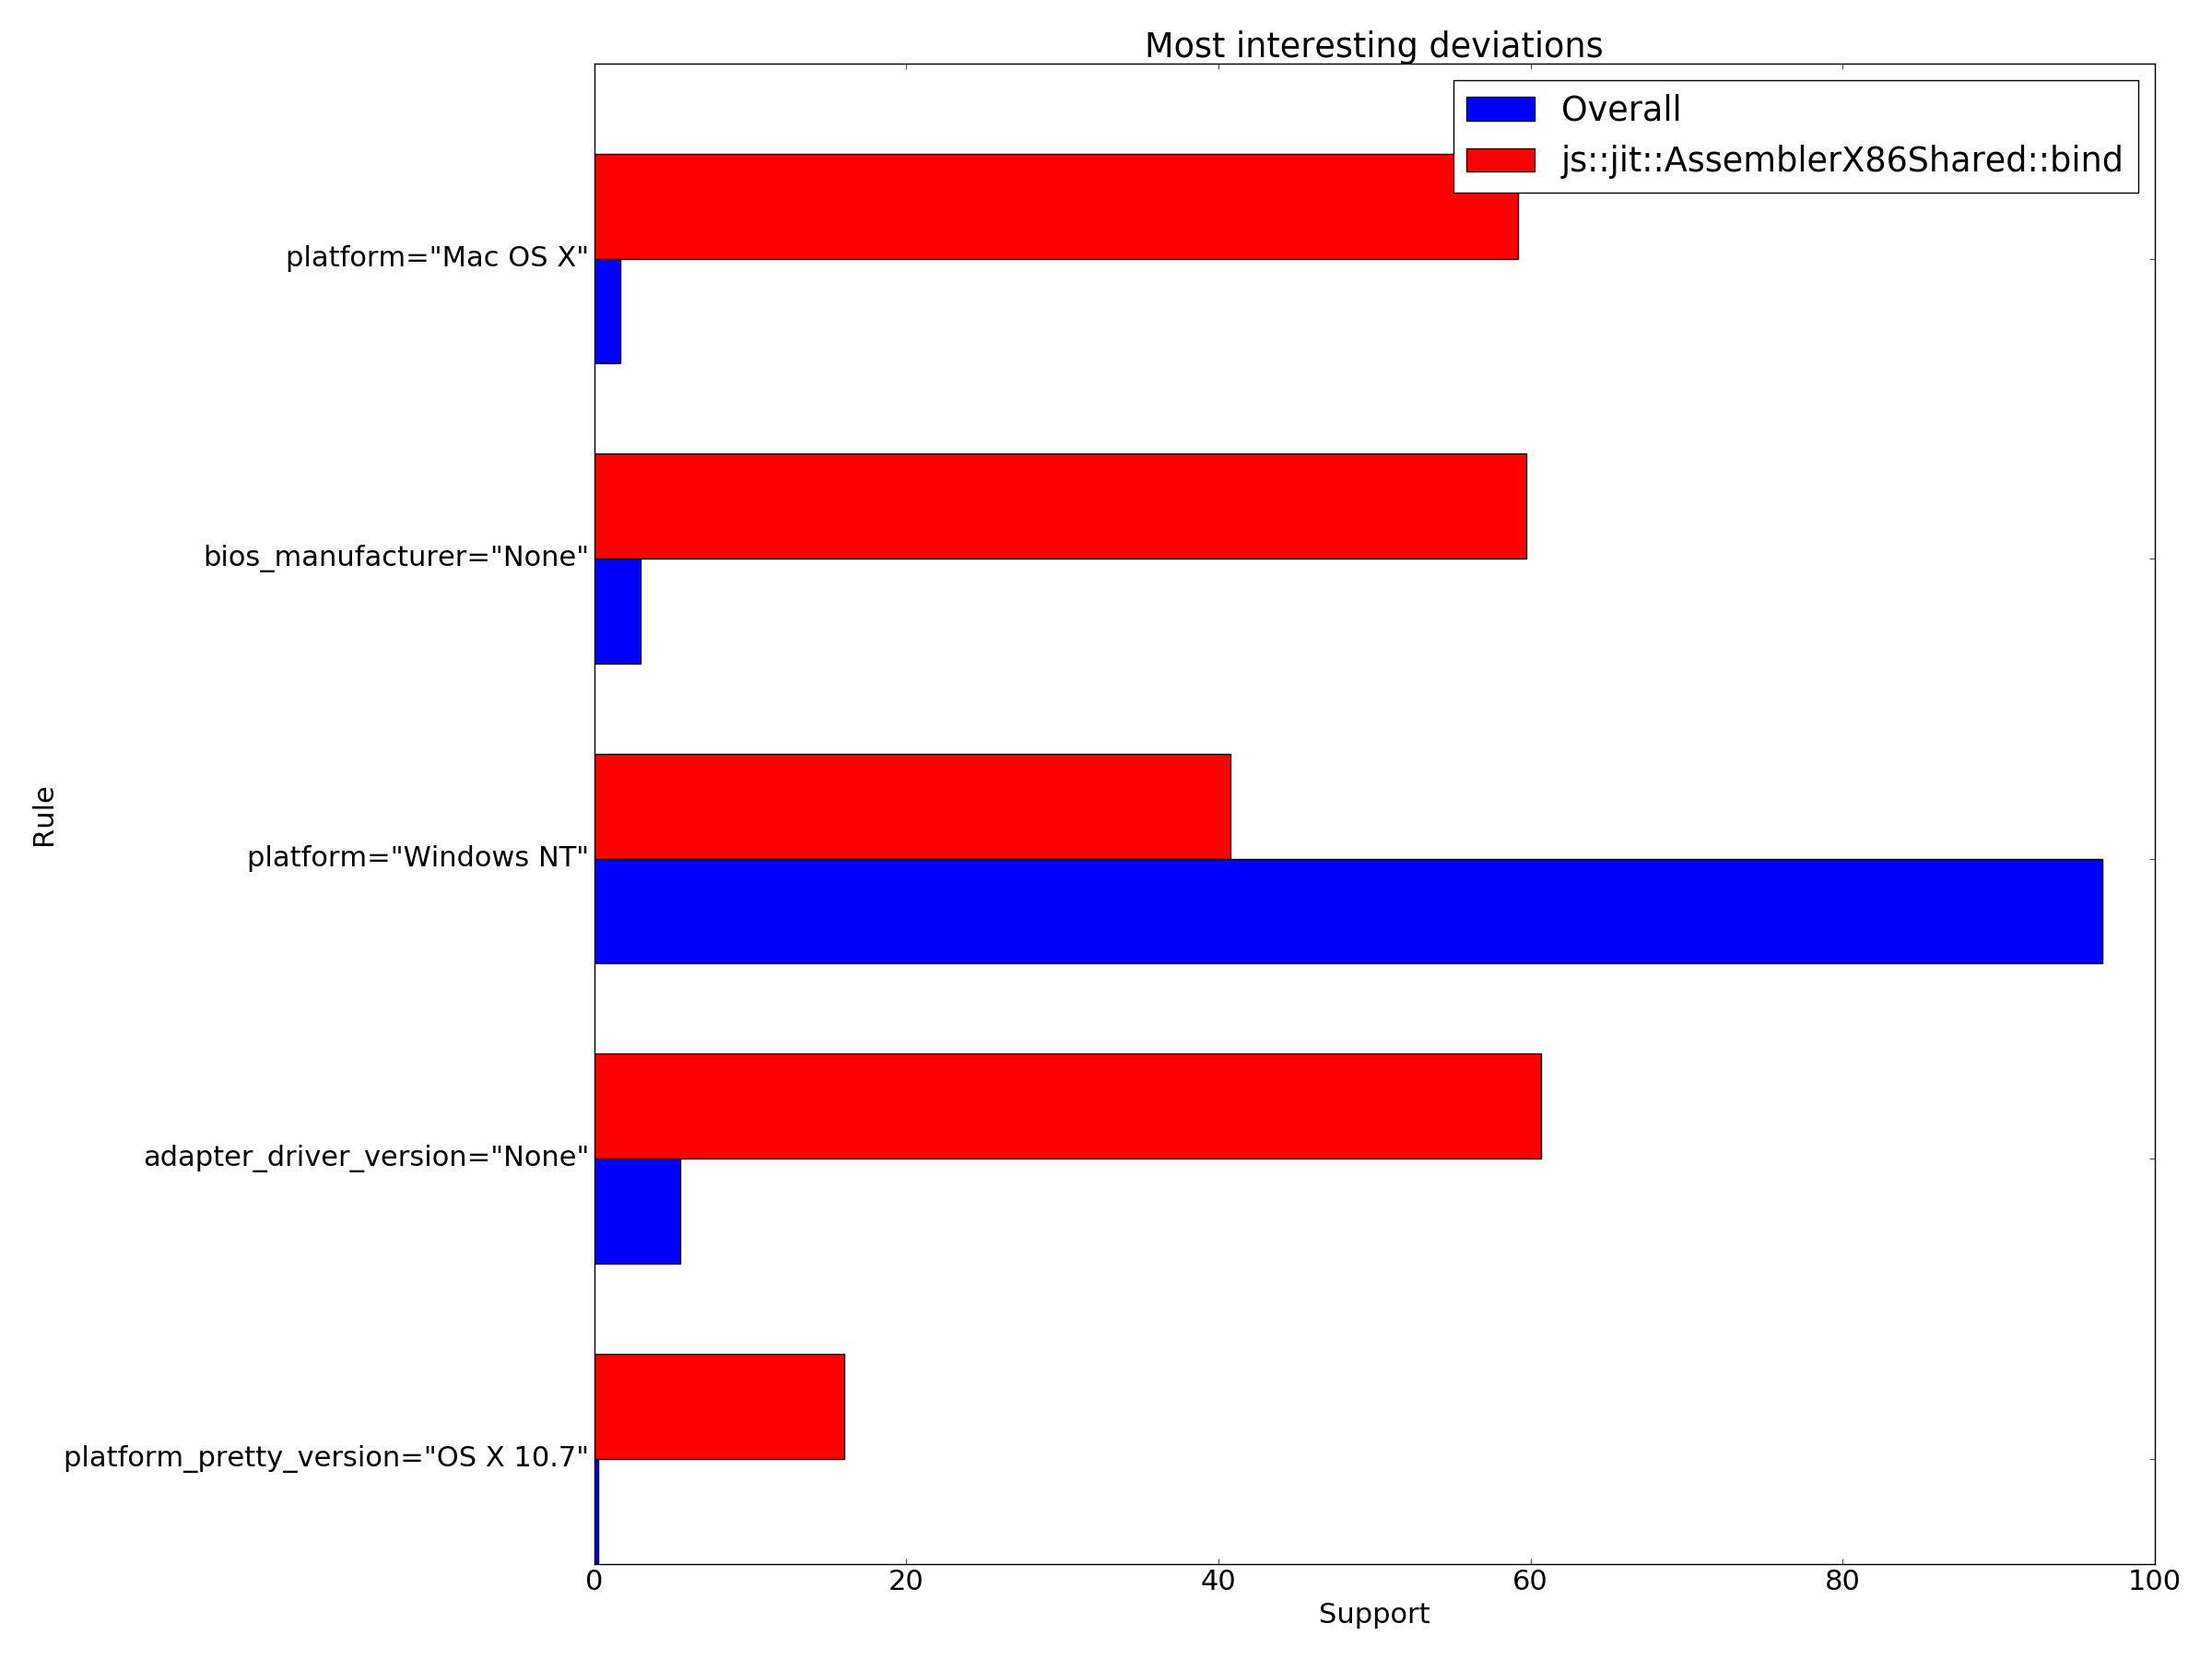 Most interesting deviations
Overall
js::jit::AssemblerX86Shared::bind
platform="Mac OS X"
bios_manufacturer="None"
platform="Windows NT"
adapter_driver_version="None"
platform_pretty_version="OS X 10.7"
Rule
0 20 40 60 80 100
Support